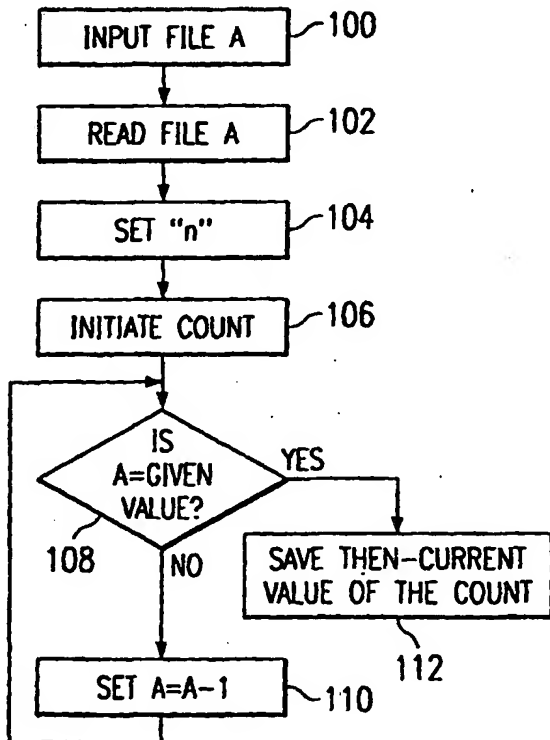 INPUT FILE A
100
READ FILE A
102
SET "n"
104
INITIATE COUNT
106
IS
A=GIVEN
VALUE?
YES
108
NO
SAVE THEN-CURRENT
VALUE OF THE COUNT
112
SET A=A-1
110